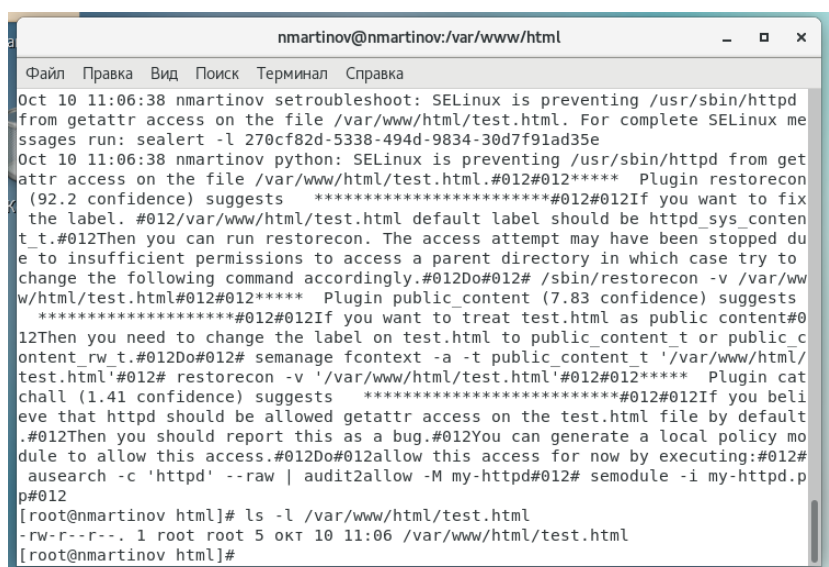 nmartinov@nmartinov:/var/www/html
Файл Правка Вид Поиск Терминал Справка
Oct 10 11:06:38 nmartinov setroubleshoot: SELinux is preventing /usr/sbin/httpd
from getattr access on the file /var/www/html/test.html. For complete SELinux me
ssages run: sealert -l 270cf82d-5338-494d-9834-30d7f91ad35e
Oct 10 11:06:38 nmartinov python: SELinux is preventing /usr/sbin/httpd from get
attr access on the file /var/www/html/test.html.#012#012***** Plugin restorecon
(92.2 confidence) suggests ************************#012#012If you want to fix
the label. #012/var/www/html/test.html default label should be httpd_sys_conten
t_t.#012Then you can run restorecon. The access attempt may have been stopped du
e to insufficient permissions to access a parent directory in which case try to
change the following command accordingly.#012Do#012# /sbin/restorecon -v /var/ww
w/html/test.html#012#012***** Plugin public_content (7.83 confidence) suggests
********************#012#012If you want to treat test.html as public content#0
12Then you need to change the label on test.html to public_content_t or public_c
ontent_rw_t.#012Do#012# semanage fcontext -a -t public_content_t '/var/www/html/
test.html'#012# restorecon -v '/var/www/html/test.html'#012#012***** Plugin cat
chall (1.41 confidence) suggests **************************#012#012If you beli
eve that httpd should be allowed getattr access on the test.html file by default
.#012Then you should report this as a bug.#012You can generate a local policy mo
dule to allow this access.#012Do#012allow this access for now by executing:#012#
ausearch -c 'httpd' --raw | audit2allow -M my-httpd#012# semodule -i my-httpd.p
p#012
[root@nmartinov html]# ls -l /var/www/html/test.html
-rw-r--r--. 1 root root 5 окт 10 11:06 /var/www/html/test.html
[root@nmartinov html]#